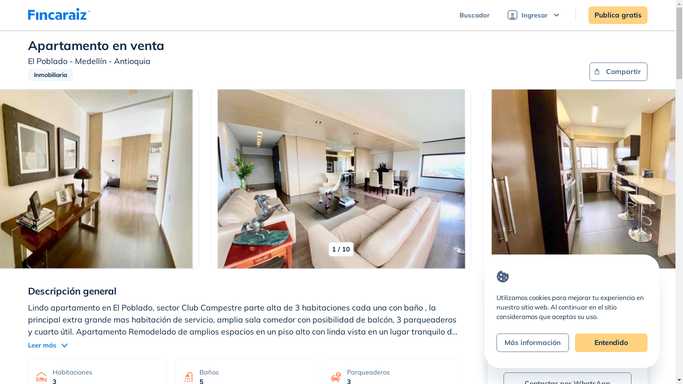 Fincaraiz
Buscador
Ingresar
Publica gratis
Apartamento en venta
El Poblado - Medellín - Antioquia
Inmobiliaria
Compartir
1 / 10
Descripción general
Lindo apartamento en El Poblado, sector Club Campestre parte alta de 3 habitaciones cada una con baño , la
principal extra grande mas habitación de servicio, amplia sala comedor con posibilidad de balcón, 3 parqueaderos
y cuarto útil. Apartamento Remodelado de amplios espacios en un piso alto con linda vista en un lugar tranquilo d...
Leer más
Habitaciones
3
Baños
5
Parqueaderos
3
Utilizamos cookies para mejorar tu experiencia en
nuestro sitio web. Al continuar en el sitio
consideramos que aceptas su uso.
Más información
Entendido
Contactar por WhatsApp